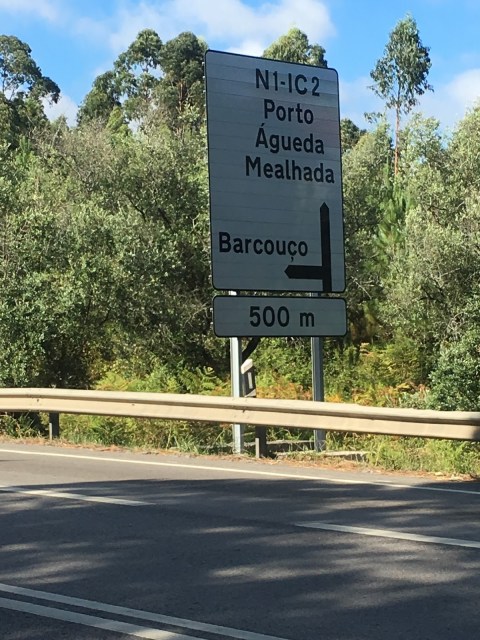 N1-IC2
Porto
Águeda
Mealhada
Barcouço
500 m